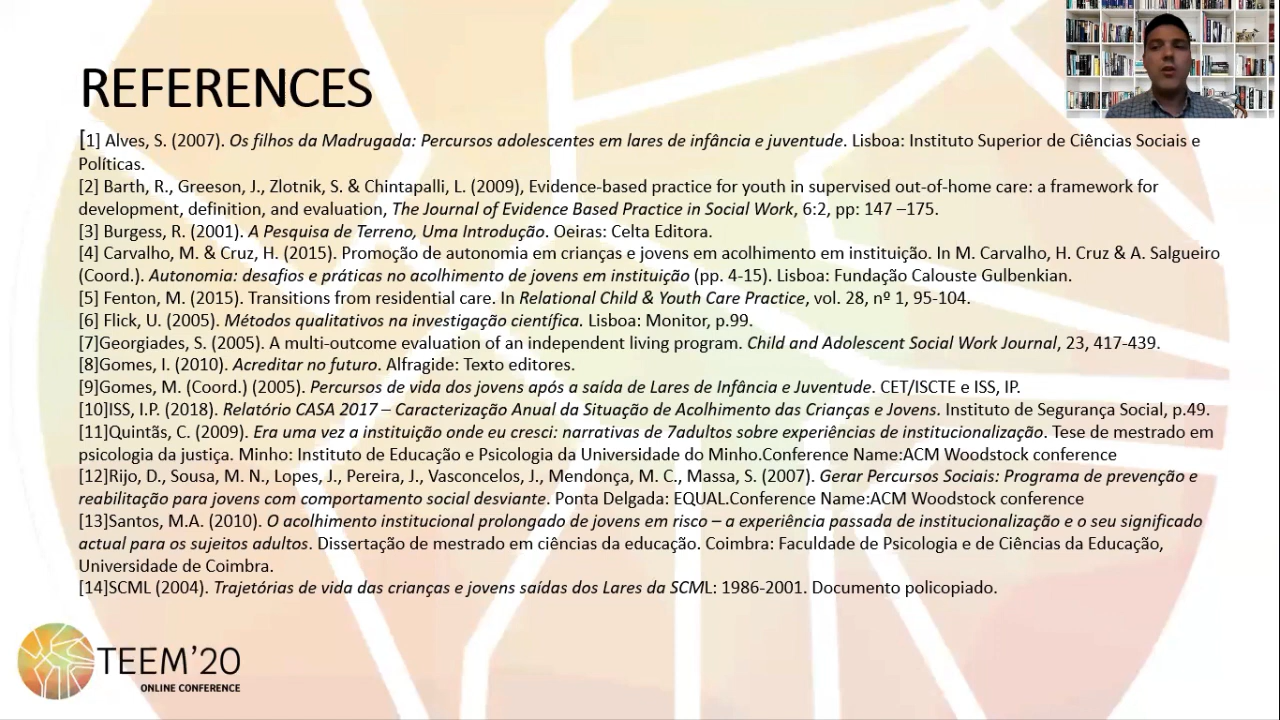 REFERENCES
[1] Alves, S. (2007). Os filhos da Madrugada: Percursos adolescentes em lares de infância e juventude. Lisboa: Instituto Superior de Ciências Sociais e
Políticas.
[2] Barth, R., Greeson, J., Zlotnik, S. & Chintapalli, L. (2009), Evidence-based practice for youth in supervised out-of-home care: a framework for
development, definition, and evaluation, The Journal of Evidence Based Practice in Social Work, 6:2, pp: 147 –175.
[3] Burgess, R. (2001). A Pesquisa de Terreno, Uma Introdução. Oeiras: Celta Editora.
[4] Carvalho, M. & Cruz, H. (2015). Promoção de autonomia em crianças e jovens em acolhimento em instituição. In M. Carvalho, H. Cruz & A. Salgueiro
(Coord.). Autonomia: desafios e práticas no acolhimento de jovens em instituição (pp. 4-15). Lisboa: Fundação Calouste Gulbenkian.
[5] Fenton, M. (2015). Transitions from residential care. In Relational Child & Youth Care Practice, vol. 28, nº 1, 95-104.
[6] Flick, U. (2005). Métodos qualitativos na investigação científica. Lisboa: Monitor, p.99.
[7]Georgiades, S. (2005). A multi-outcome evaluation of an independent living program. Child and Adolescent Social Work Journal, 23, 417-439.
[8]Gomes, I. (2010). Acreditar no futuro. Alfragide: Texto editores.
[9]Gomes, M. (Coord.) (2005). Percursos de vida dos jovens após a saída de Lares de Infância e Juventude. CET/ISCTE e ISS, IP.
[10]ISS, I.P. (2018). Relatório CASA 2017 – Caracterização Anual da Situação de Acolhimento das Crianças e Jovens. Instituto de Segurança Social, p.49.
[11]Quintãs, C. (2009). Era uma vez a instituição onde eu cresci: narrativas de 7adultos sobre experiências de institucionalização. Tese de mestrado em
psicologia da justiça. Minho: Instituto de Educação e Psicologia da Universidade do Minho.Conference Name:ACM Woodstock conference
[12]Rijo, D., Sousa, M. N., Lopes, J., Pereira, J., Vasconcelos, J., Mendonça, M. C., Massa, S. (2007). Gerar Percursos Sociais: Programa de prevenção e
reabilitação para jovens com comportamento social desviante. Ponta Delgada: EQUAL.Conference Name:ACM Woodstock conference
[13]Santos, M.A. (2010). O acolhimento institucional prolongado de jovens em risco – a experiência passada de institucionalização e o seu significado
actual para os sujeitos adultos. Dissertação de mestrado em ciências da educação. Coimbra: Faculdade de Psicologia e de Ciências da Educação,
Universidade de Coimbra.
[14]SCML (2004). Trajetórias de vida das crianças e jovens saídas dos Lares da SCML: 1986-2001. Documento policopiado.
TEEM'20
ONLINE CONFERENCE